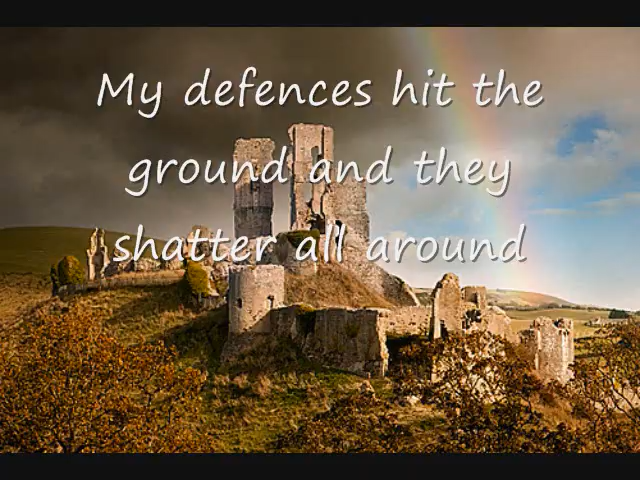 My defences hit the
ground and they
shatter all around